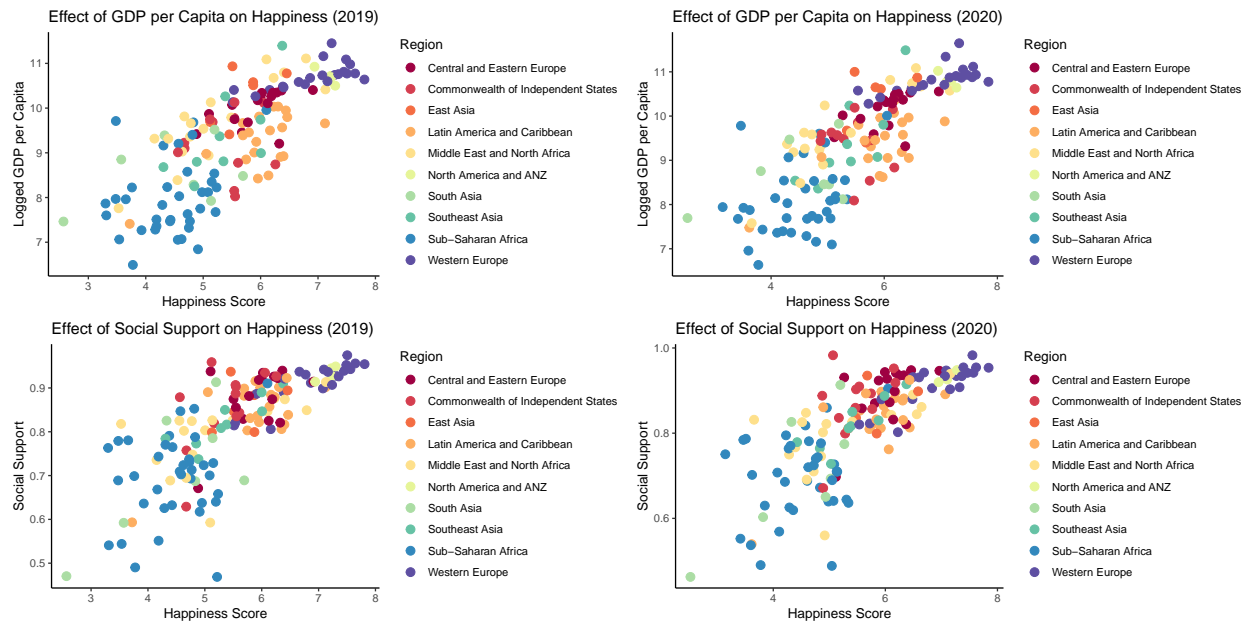 Effect of GDP per Capita on Happiness (2019)
Logged GDP per Capita
11
10
9
8
7
3 4 5 6 7 8
Happiness Score
Region
Central and Eastern Europe
Commonwealth of Independent States
East Asia
Latin America and Caribbean
Middle East and North Africa
North America and ANZ
South Asia
Southeast Asia
Sub−Saharan Africa
Western Europe
Effect of GDP per Capita on Happiness (2020)
Logged GDP per Capita
11
10
9
8
7
4 6 8
Happiness Score
Region
Central and Eastern Europe
Commonwealth of Independent States
East Asia
Latin America and Caribbean
Middle East and North Africa
North America and ANZ
South Asia
Southeast Asia
Sub−Saharan Africa
Western Europe
Effect of Social Support on Happiness (2019)
Social Support
0.9
0.8
0.7
0.6
0.5
3 4 5 6 7 8
Happiness Score
Region
Central and Eastern Europe
Commonwealth of Independent States
East Asia
Latin America and Caribbean
Middle East and North Africa
North America and ANZ
South Asia
Southeast Asia
Sub−Saharan Africa
Western Europe
Effect of Social Support on Happiness (2020)
Social Support
1.0
0.8
0.6
4 6 8
Happiness Score
Region
Central and Eastern Europe
Commonwealth of Independent States
East Asia
Latin America and Caribbean
Middle East and North Africa
North America and ANZ
South Asia
Southeast Asia
Sub−Saharan Africa
Western Europe